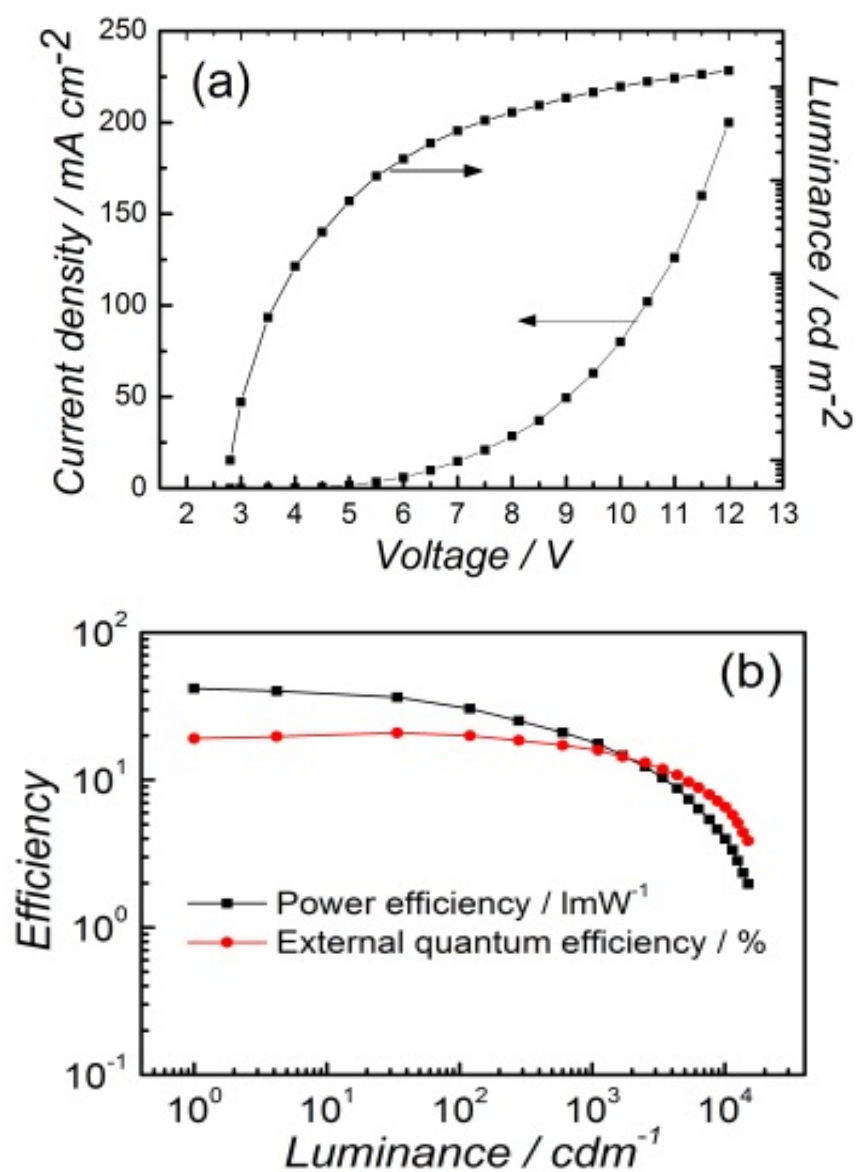 (a)
Current density / mA cm-2
250
200
150
100
50
0
2 3 4 5 6 7 8 9 10 11 12 13
Voltage / V
Luminance / cd m-2
(b)
Efficiency
10²
10¹
10⁰
10⁻¹
Power efficiency / lmW⁻¹
External quantum efficiency / %
10⁰ 10¹ 10² 10³ 10⁴
Luminance / cdm⁻¹